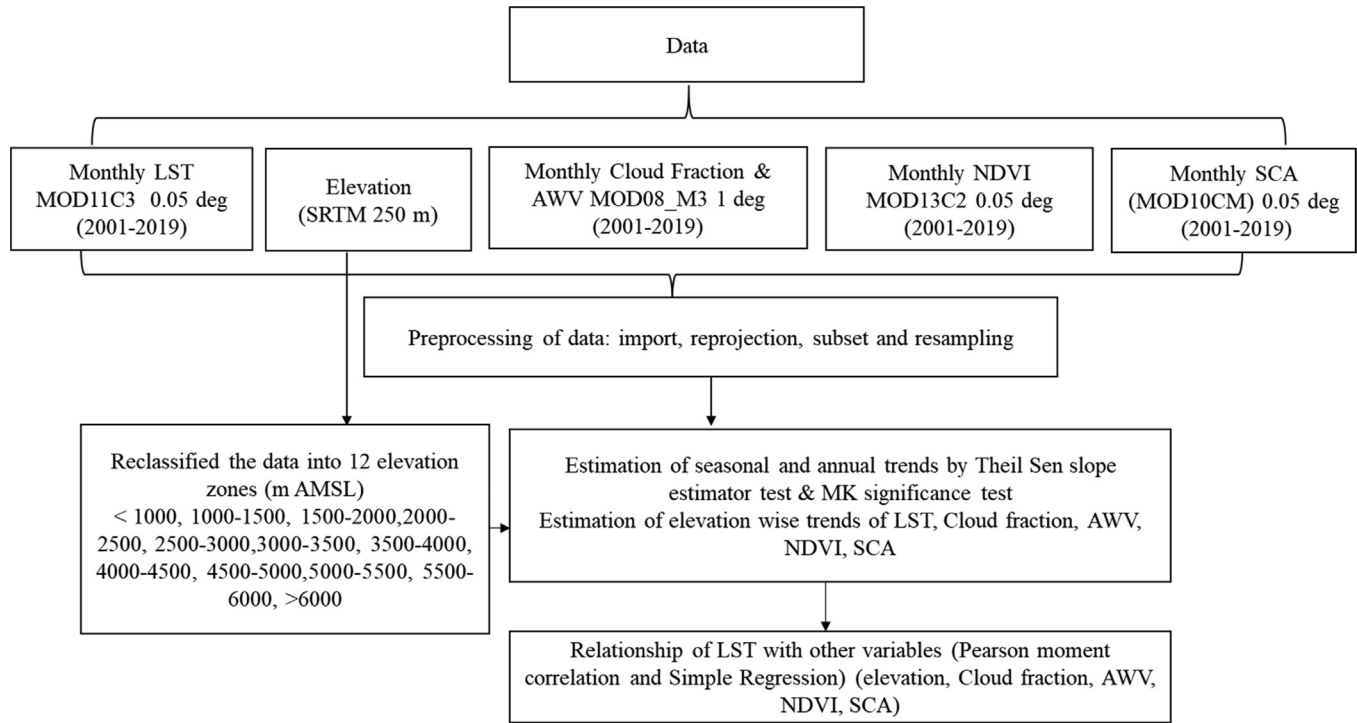 Data
Monthly LST
MOD11C3 0.05 deg
(2001-2019)
Elevation
(SRTM 250 m)
Monthly Cloud Fraction &
AWV MOD08_M3 1 deg
(2001-2019)
Monthly NDVI
MOD13C2 0.05 deg
(2001-2019)
Monthly SCA
(MOD10CM) 0.05 deg
(2001-2019)
Preprocessing of data: import, reprojection, subset and resampling
Reclassified the data into 12 elevation
zones (m AMSL)
< 1000, 1000-1500, 1500-2000,2000-
2500, 2500-3000,3000-3500, 3500-4000,
4000-4500, 4500-5000,5000-5500, 5500-
6000, >6000
Estimation of seasonal and annual trends by Theil Sen slope
estimator test & MK significance test
Estimation of elevation wise trends of LST, Cloud fraction, AWV,
NDVI, SCA
Relationship of LST with other variables (Pearson moment
correlation and Simple Regression) (elevation, Cloud fraction, AWV,
NDVI, SCA)